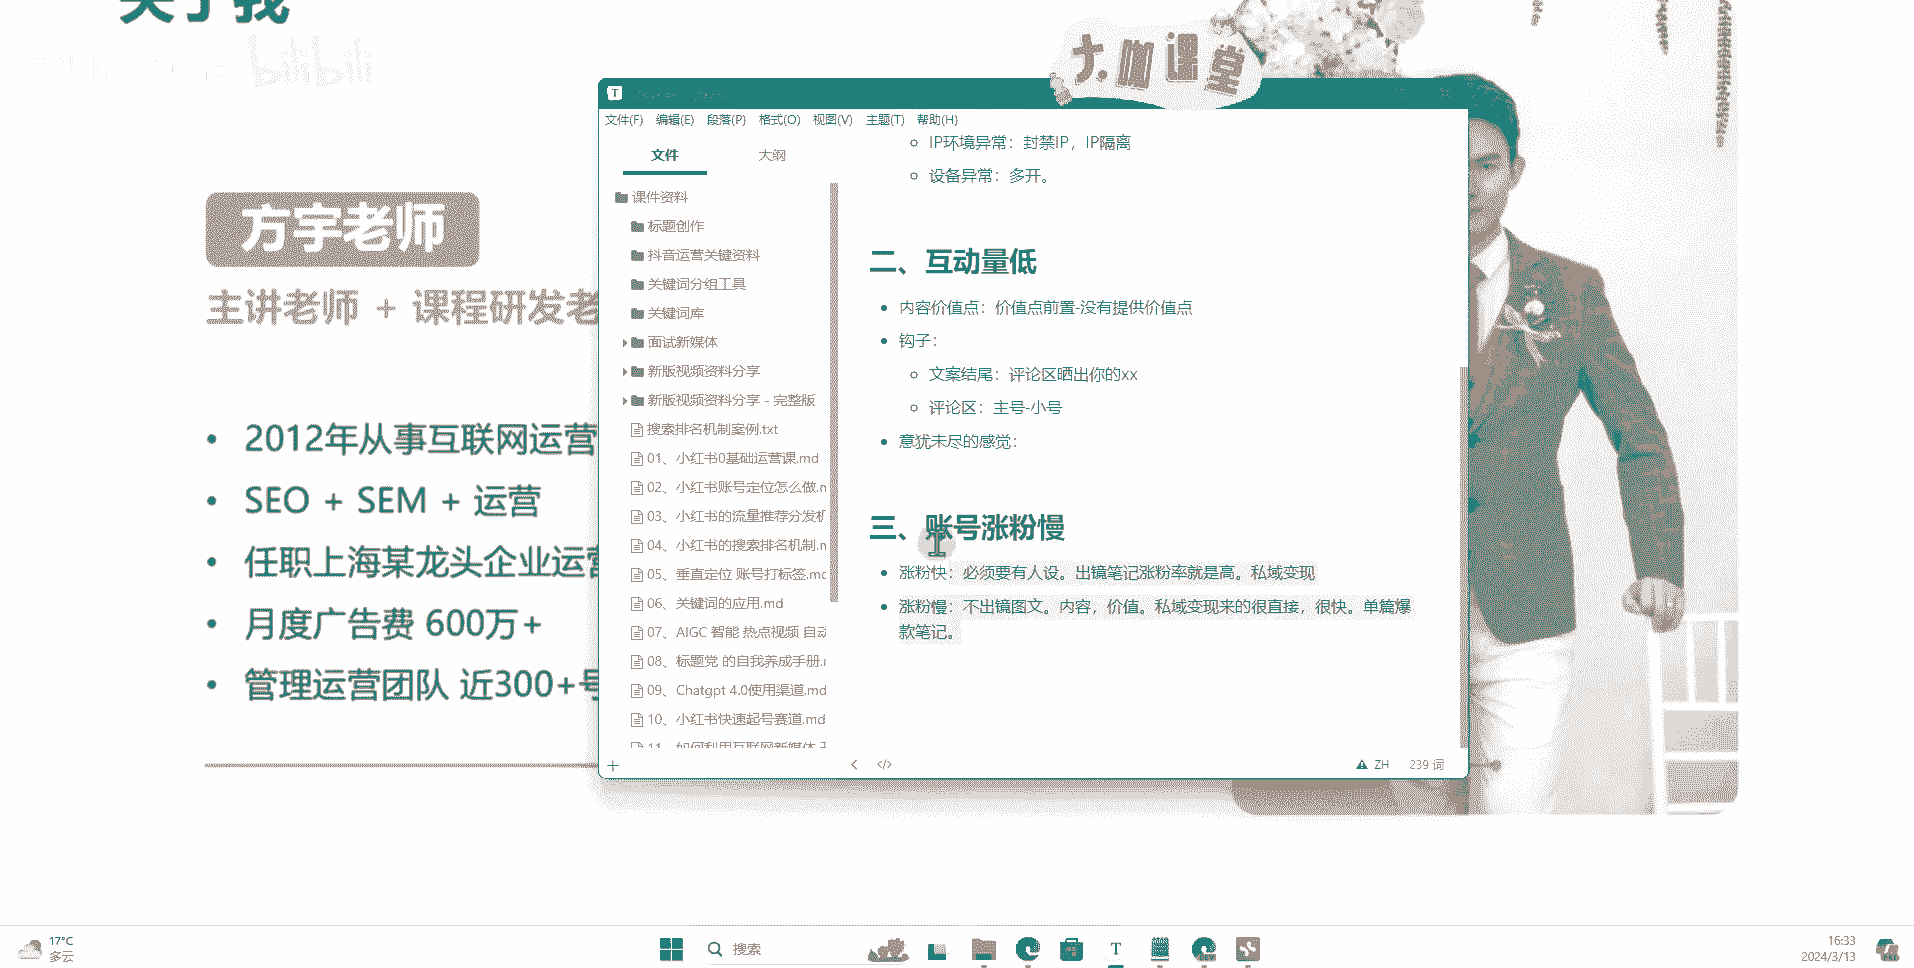 关于我
bilibili
大咖课堂
方宇老师
主讲老师 + 课程研发老
2012年从事互联网运营
SEO + SEM + 运营
任职上海某龙头企业运营
月度广告费 600万+
管理运营团队 近300+号
文件(F) 编辑(E) 段落(P) 格式(O) 视图(V) 主题(T) 帮助(H)
文件 大纲
课件资料
标题创作
抖音运营关键资料
关键词分组工具
关键词库
面试新媒体
新版视频资料分享
新版视频资料分享 - 完整版
搜索排名机制案例.txt
01、小红书0基础运营课.md
02、小红书账号定位怎么做.n
03、小红书的流量推荐分发机
04、小红书的搜索排名机制.n
05、垂直定位 账号打标签.mc
06、关键词的应用.md
07、AIGC 智能 热点视频 自动
08、标题党 的自我养成手册.r
09、Chatgpt 4.0使用渠道.md
10、小红书快速起号赛道.md
11、如何利用互联网新媒体
IP环境异常：封禁IP，IP隔离
设备异常：多开。
二、互动量低
内容价值点：价值点前置-没有提供价值点
钩子：
文案结尾：评论区晒出你的xx
评论区：主号-小号
意犹未尽的感觉：
三、账号涨粉慢
涨粉快：必须要有人设。出镜笔记涨粉率就是高。私域变现
涨粉慢：不出镜图文。内容，价值。私域变现来的很直接，很快。单篇爆
款笔记。
ZH 239 词
17°C
多云
搜索
16:33
2024/3/13